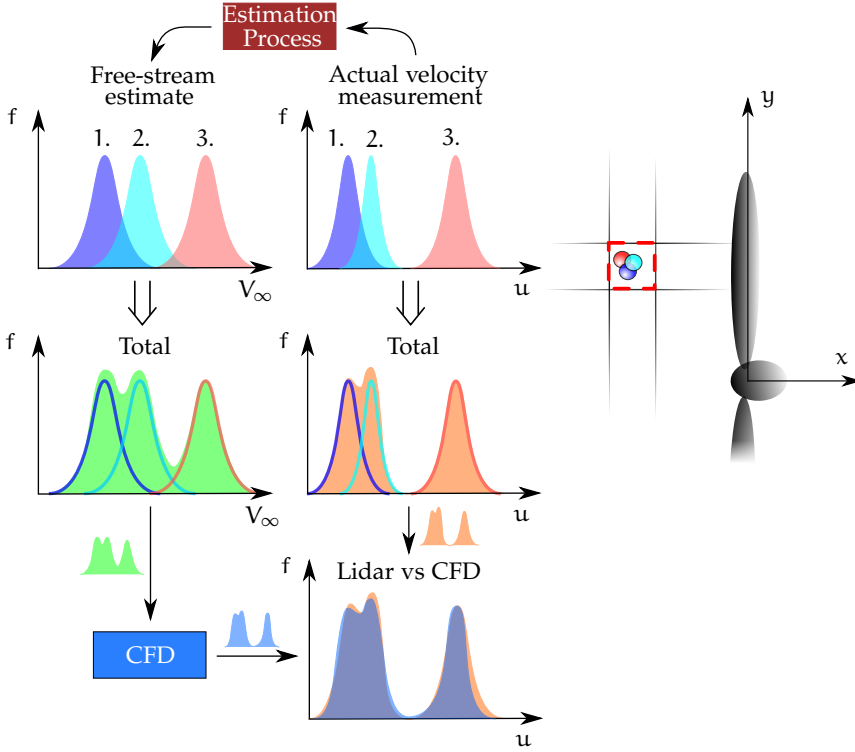 Estimation
Process
Free-stream
estimate
Actual velocity
measurement
f
1. 2. 3.
V∞
f
1. 2. 3.
u
y
x
f
Total
V∞
f
Total
u
CFD
f
Lidar vs CFD
u